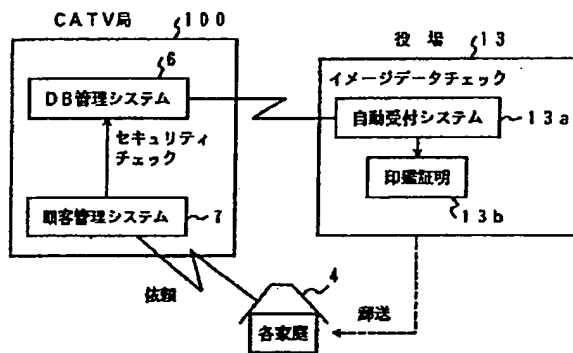 CATV局
100
役場
13
6
DB管理システム
セキュリティ
チェック
顧客管理システム
7
イメージデータチェック
自動受付システム
13a
印鑑証明
13b
依頼
4
各家庭
郵送